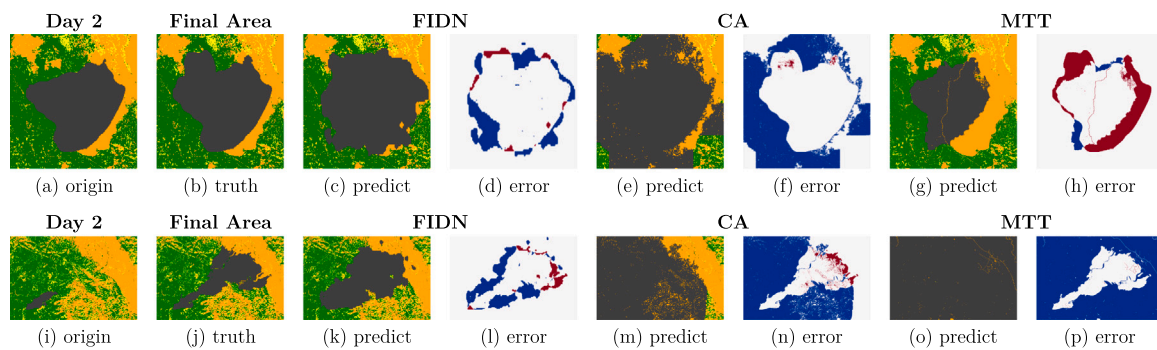 Day 2 Final Area FIDN CA MTT
(a) origin (b) truth (c) predict (d) error (e) predict (f) error (g) predict (h) error
Day 2 Final Area FIDN CA MTT
(i) origin (j) truth (k) predict (l) error (m) predict (n) error (o) predict (p) error